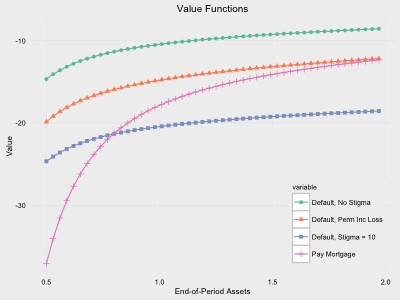 Value Functions
-10
-20
-30
Value
0.5
1.0
1.5
2.0
End-of-Period Assets
variable
Default, No Stigma
Default, Perm Inc Loss
Default, Stigma = 10
Pay Mortgage